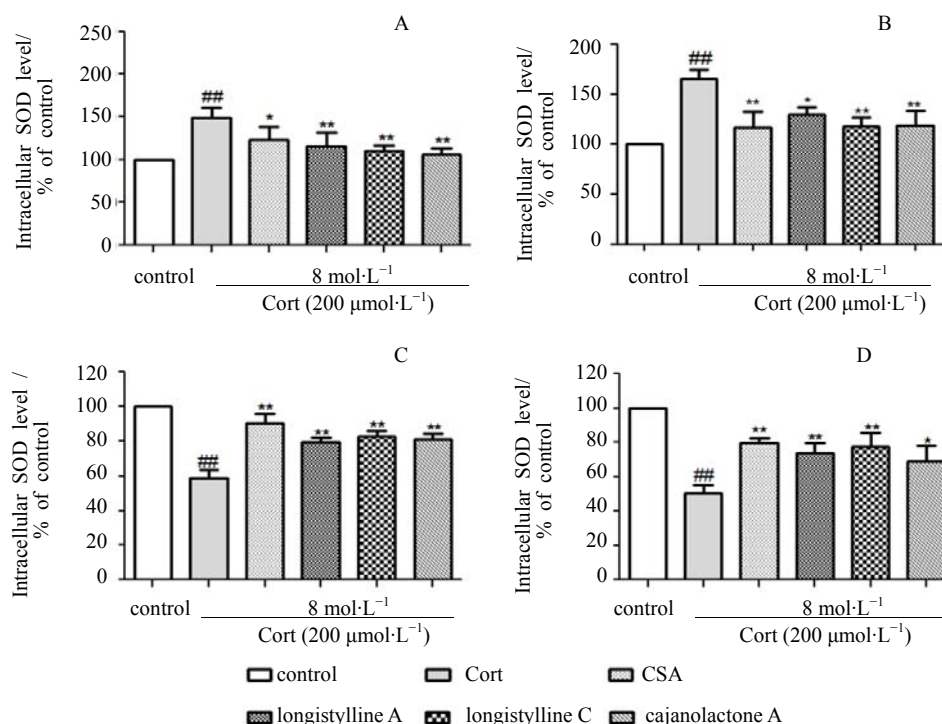 A
Intracellular SOD level/
% of control
250
200
150
100
50
0
##
*
**
**
**
control
8 mol·L⁻¹
Cort (200 μmol·L⁻¹)
B
Intracellular SOD level/
% of control
200
150
100
50
0
##
**
*
**
**
control
8 mol·L⁻¹
Cort (200 μmol·L⁻¹)
C
Intracellular SOD level /
% of control
120
100
80
60
40
20
0
##
**
**
**
**
control
8 mol·L⁻¹
Cort (200 μmol·L⁻¹)
D
Intracellular SOD level/
% of control
120
100
80
60
40
20
0
##
**
**
**
*
control
8 mol·L⁻¹
Cort (200 μmol·L⁻¹)
control Cort CSA
longistylline A longistylline C cajanolactone A